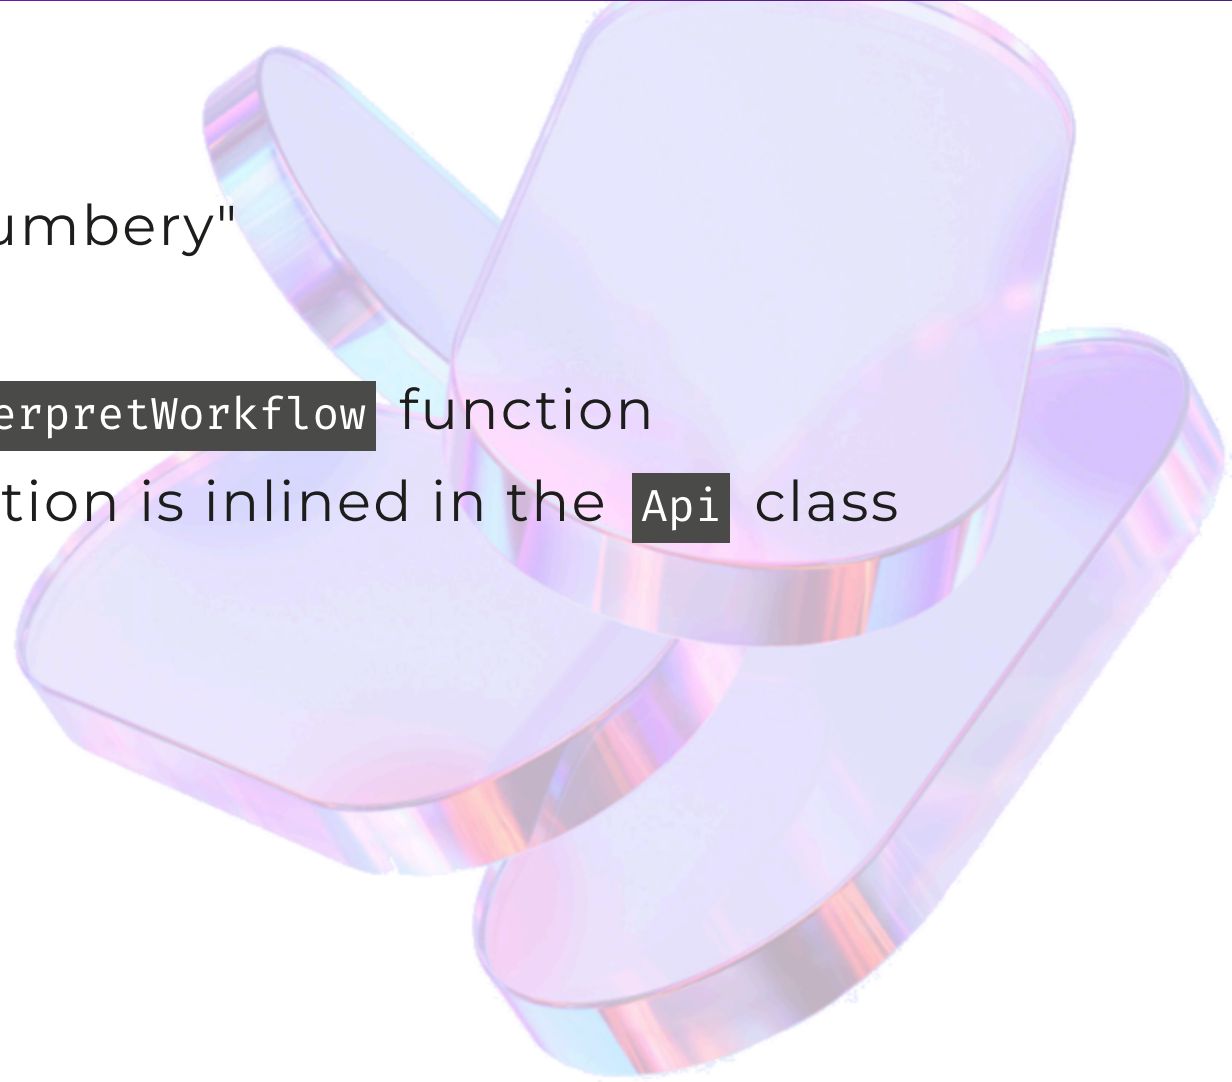 umbery"
erpretWorkflow function
tion is inlined in the Api class